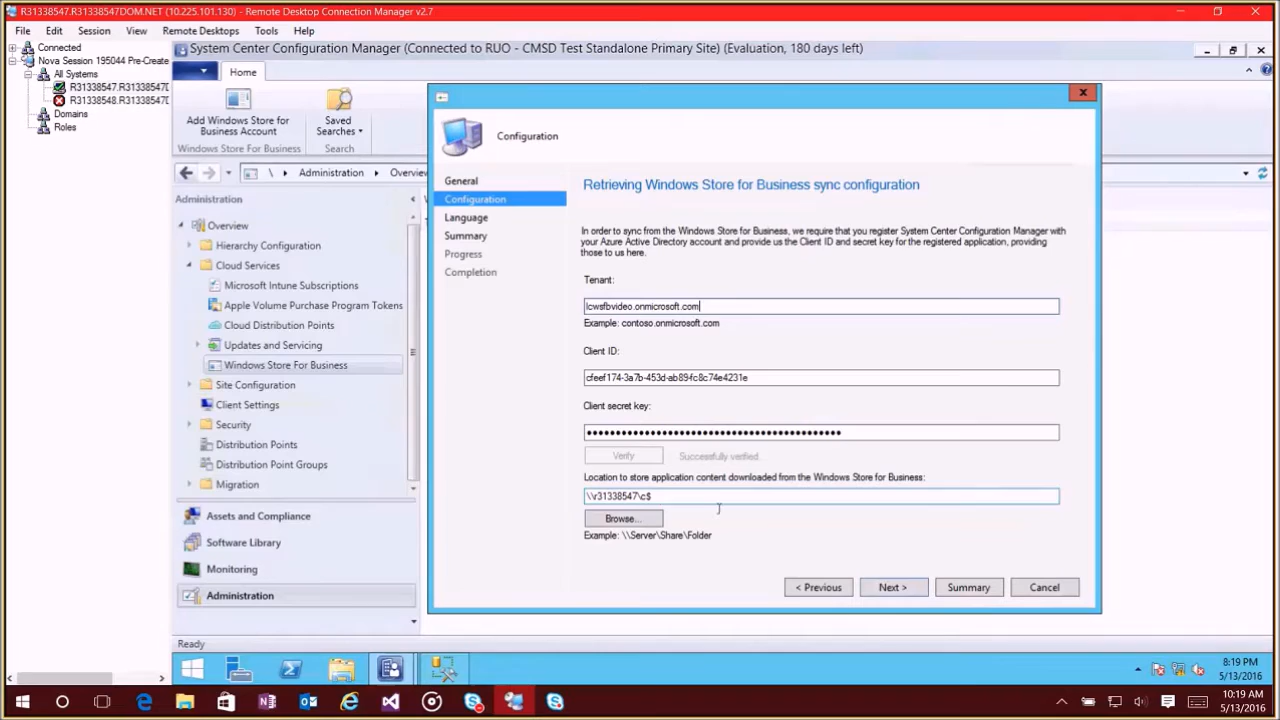 R31338547.R31338547DOM.NET (10.225.101.130) - Remote Desktop Connection Manager v2.7
File Edit Session View Remote Desktops Tools Help
Connected
Nova Session 195044 Pre-Create
All Systems
R31338547.R31338547D
R31338548.R31338547D
Domains
Roles
System Center Configuration Manager (Connected to RUO - CMSD Test Standalone Primary Site) (Evaluation, 180 days left)
Home
Add Windows Store for
Business Account
Saved
Searches
Windows Store For Business
Search
\ Administration Overview
Administration
Overview
Hierarchy Configuration
Cloud Services
Microsoft Intune Subscriptions
Apple Volume Purchase Program Tokens
Cloud Distribution Points
Updates and Servicing
Windows Store For Business
Site Configuration
Client Settings
Security
Distribution Points
Distribution Point Groups
Migration
Assets and Compliance
Software Library
Monitoring
Administration
Ready
Configuration
General
Configuration
Language
Summary
Progress
Completion
Retrieving Windows Store for Business sync configuration
In order to sync from the Windows Store for Business, we require that you register System Center Configuration Manager with
your Azure Active Directory account and provide us the Client ID and secret key for the registered application, providing
those to us here.
Tenant:
lcwsfbvideo.onmicrosoft.com
Example: contoso.onmicrosoft.com
Client ID:
cfeef174-3a7b-453d-ab89-fc8c74e4231e
Client secret key:
Verify Successfully verified.
Location to store application content downloaded from the Windows Store for Business:
\\r31338547\c$
Browse...
Example: \\Server\Share\Folder
< Previous Next > Summary Cancel
8:19 PM
5/13/2016
10:19 AM
5/13/2016